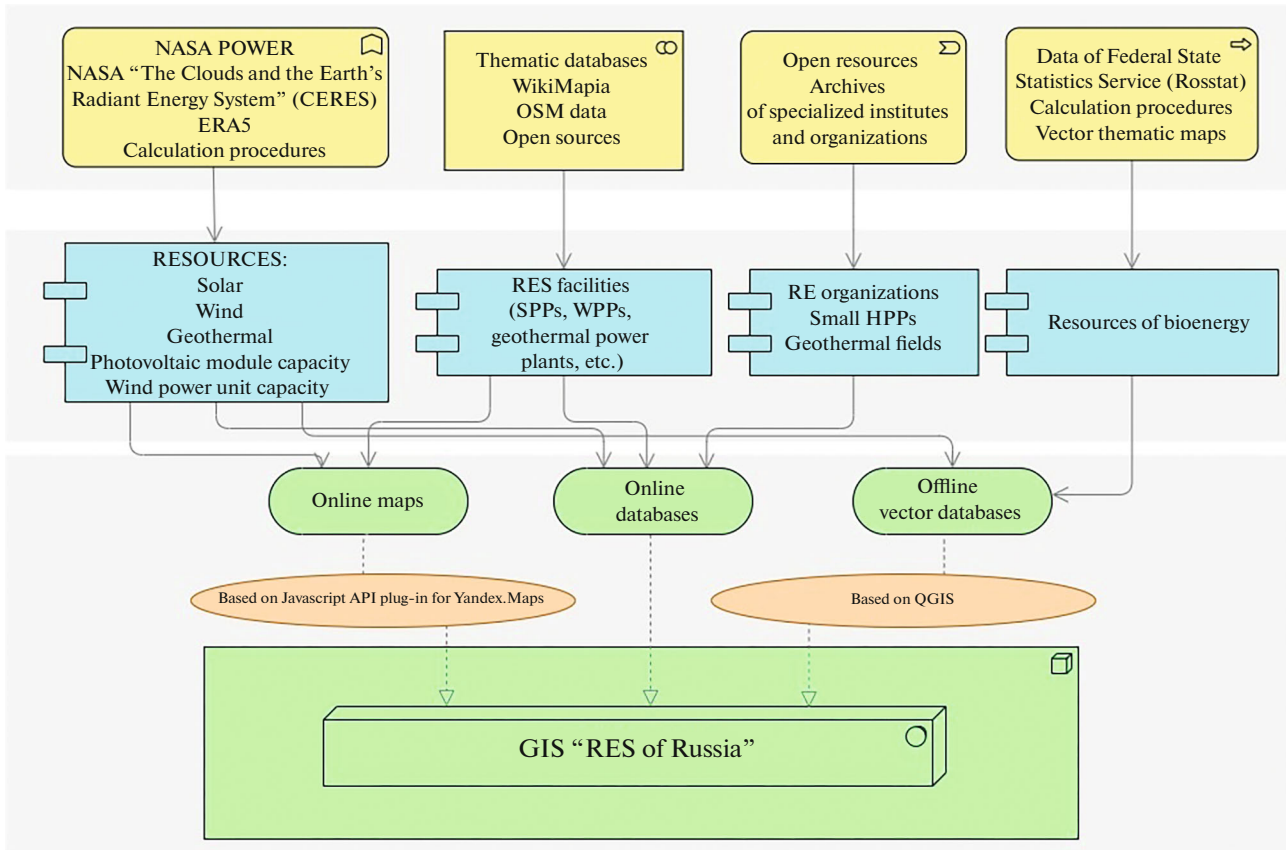 NASA POWER
NASA “The Clouds and the Earth’s
Radiant Energy System” (CERES)
ERA5
Calculation procedures
Thematic databases
WikiMapia
OSM data
Open sources
Open resources
Archives
of specialized institutes
and organizations
Data of Federal State
Statistics Service (Rosstat)
Calculation procedures
Vector thematic maps
RESOURCES:
Solar
Wind
Geothermal
Photovoltaic module capacity
Wind power unit capacity
RES facilities
(SPPs, WPPs,
geothermal power
plants, etc.)
RE organizations
Small HPPs
Geothermal fields
Resources of bioenergy
Online maps
Online
databases
Offline
vector databases
Based on Javascript API plug-in for Yandex.Maps
Based on QGIS
GIS “RES of Russia”